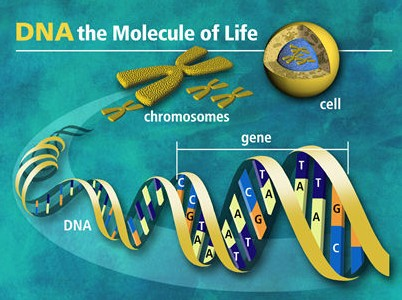 DNA the Molecule of Life
chromosomes
cell
gene
DNA
C C T T T
G A A G
G A A C
T T
A A T